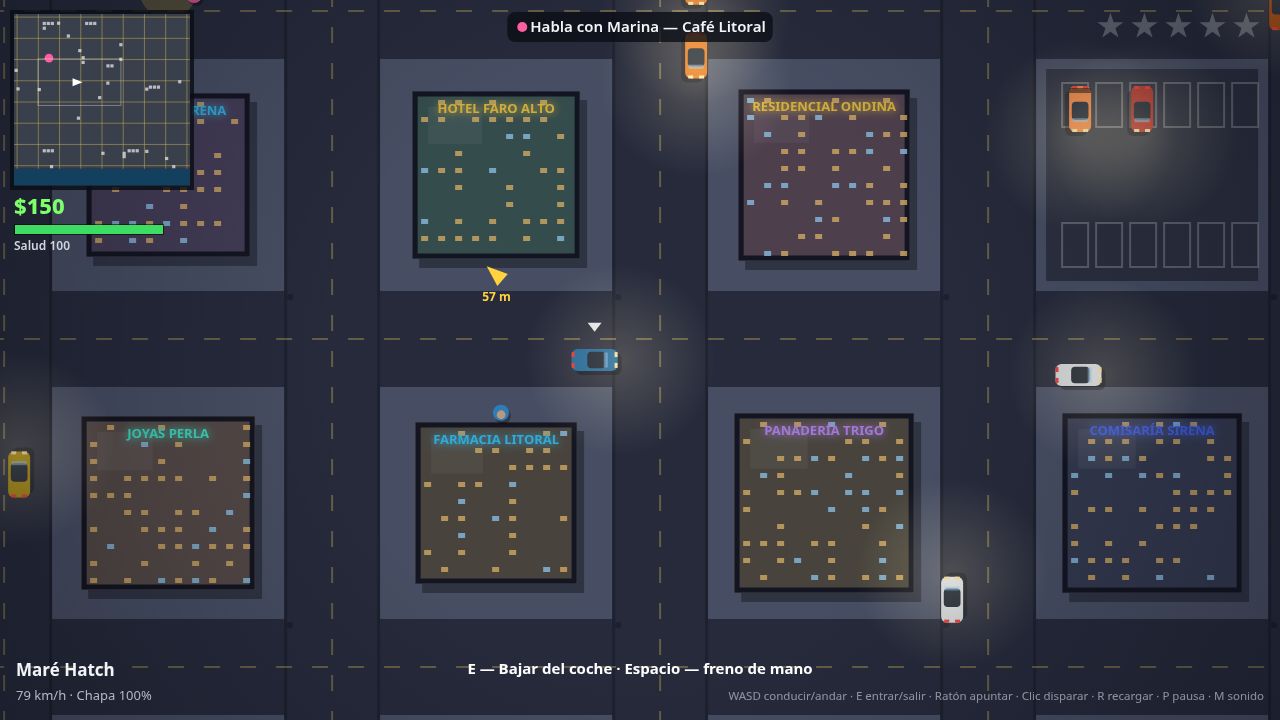 Habla con Marina — Café Litoral
RENA
HOTEL FARO ALTO
RESIDENCIAL ONDINA
$150
Salud 100
57 m
JOYAS PERLA
FARMACIA LITORAL
PANADERÍA TRIGO
COMISARÍA SIRENA
Maré Hatch
79 km/h · Chapa 100%
E — Bajar del coche · Espacio — freno de mano
WASD conducir/andar · E entrar/salir · Ratón apuntar · Clic disparar · R recargar · P pausa · M sonido